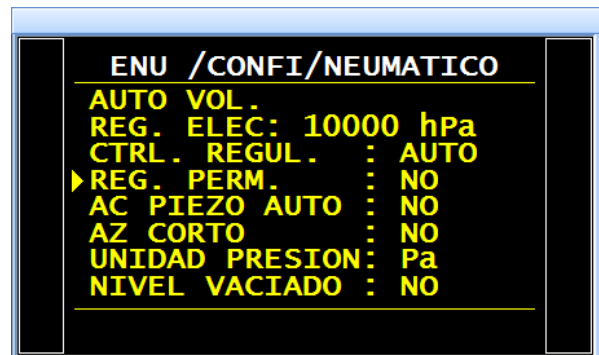 ENU /CONFI/NEUMATICO
AUTO VOL.
REG. ELEC: 10000 hPa
CTRL. REGUL. : AUTO
REG. PERM. : NO
AC PIEZO AUTO : NO
AZ CORTO : NO
UNIDAD PRESION: Pa
NIVEL VACIADO : NO